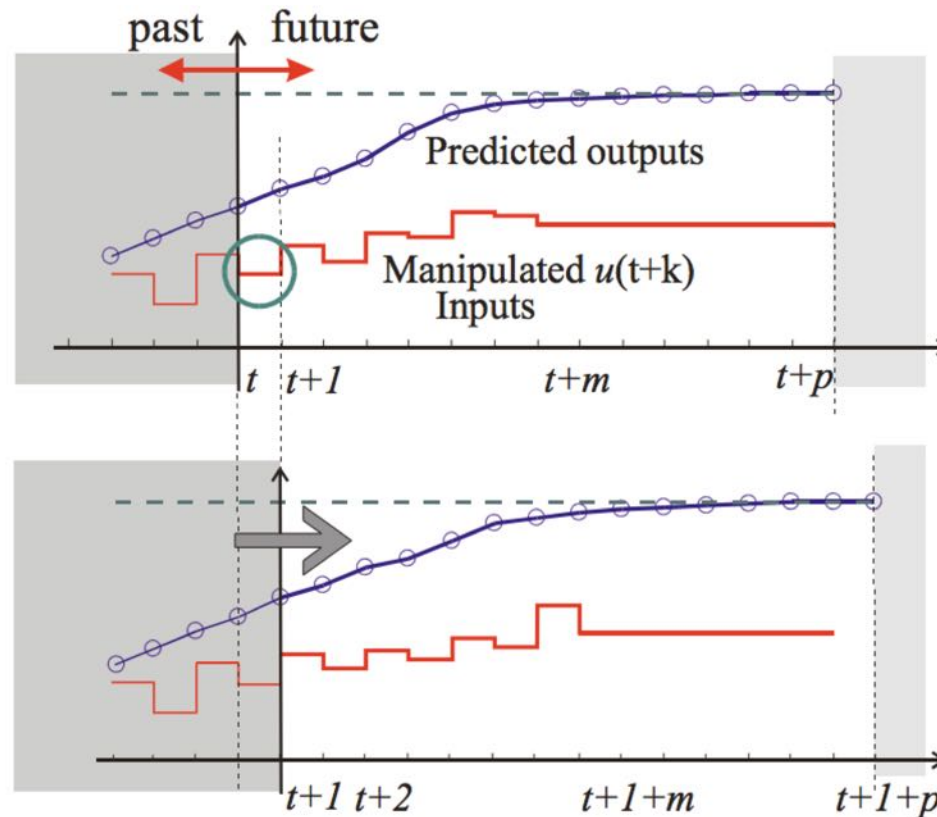 past future
Predicted outputs
Manipulated u(t+k)
Inputs
t t+1 t+m t+p
t+1 t+2 t+1+m t+1+p